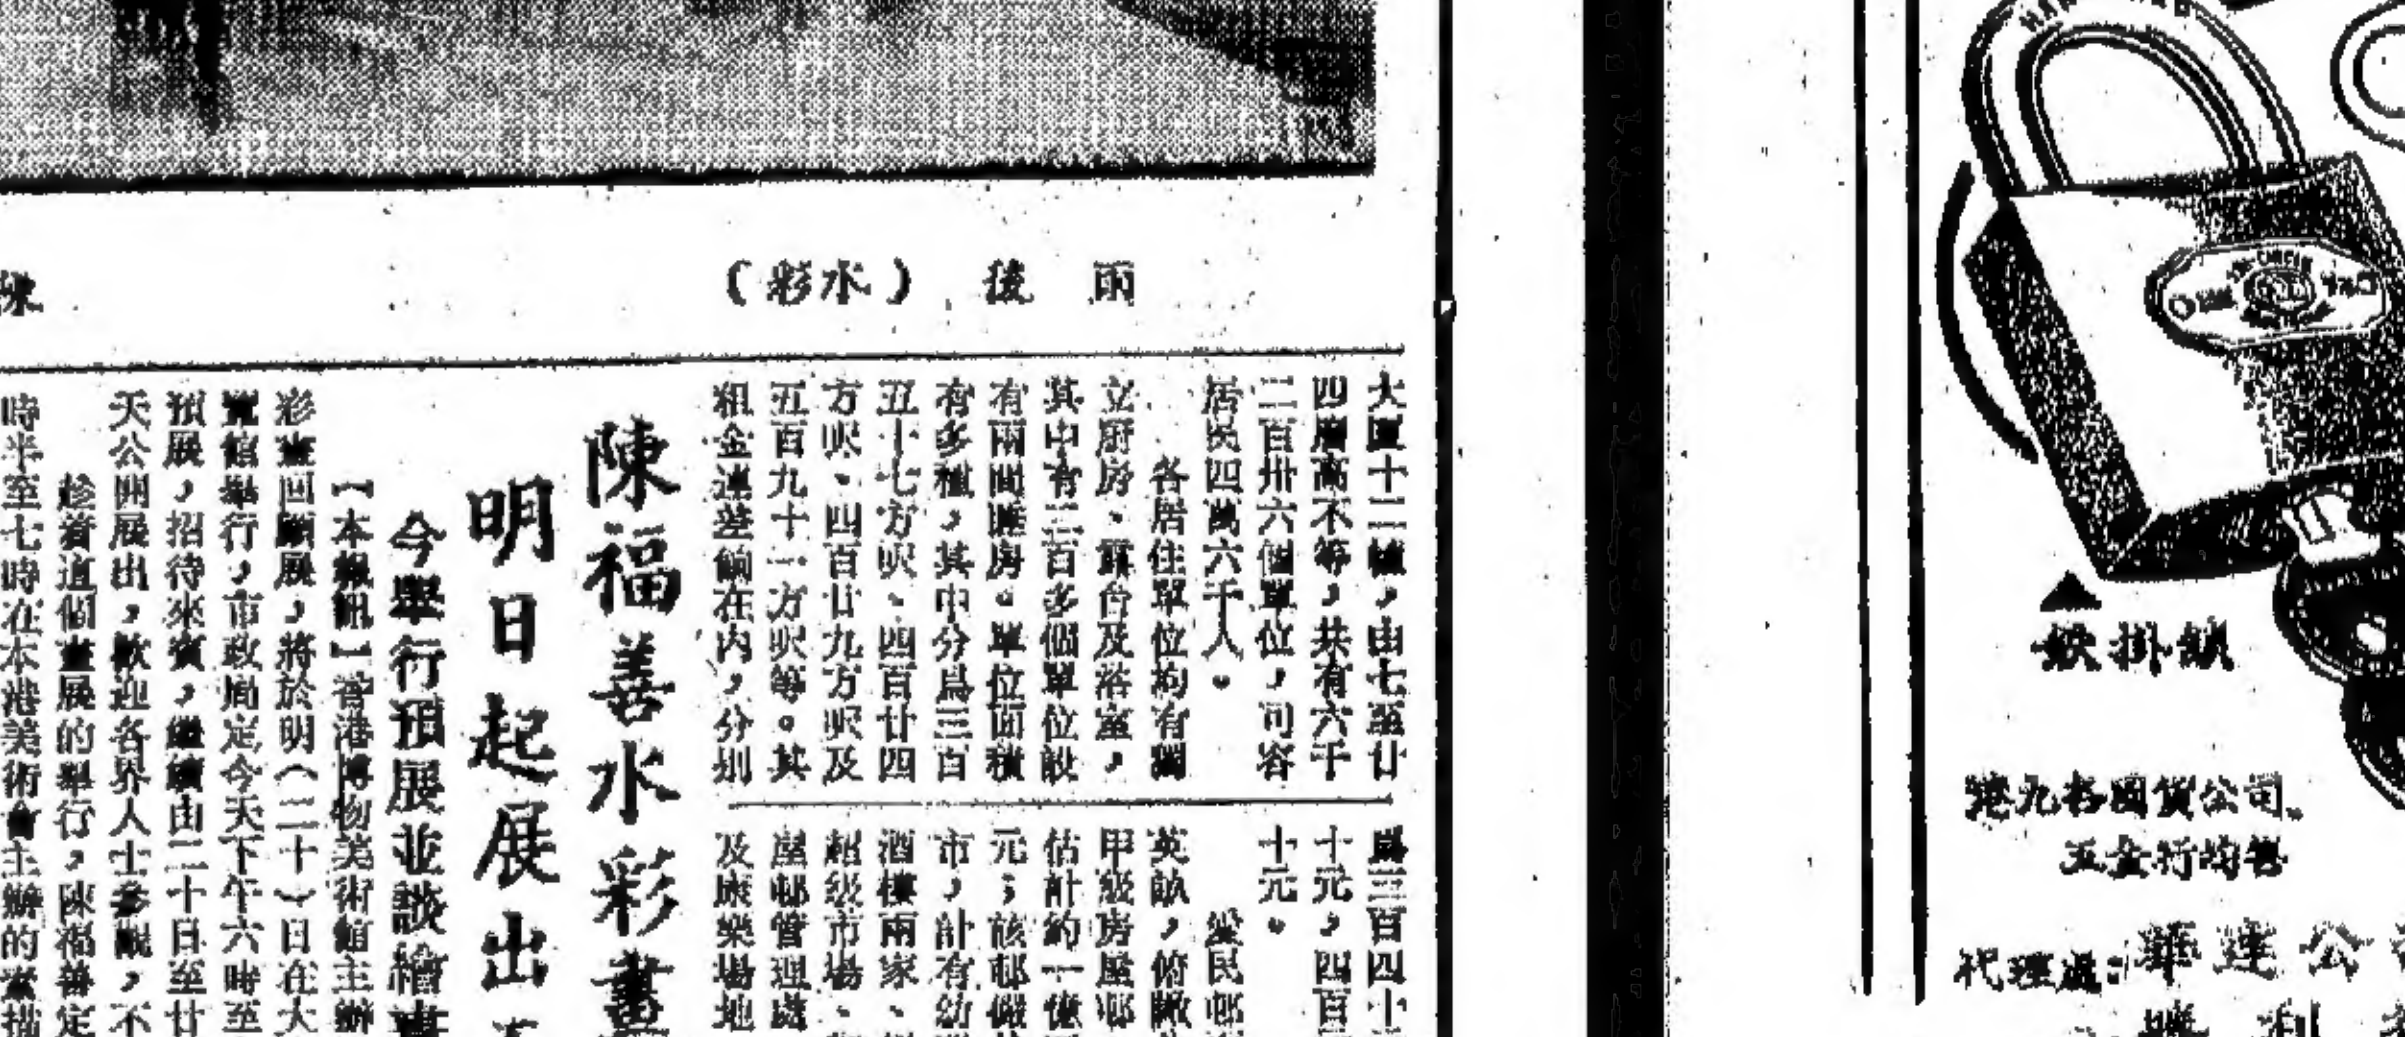 雨後(水彩)
陳
大廈十二幢，由七至廿
四層高不等，共有六千
二百卅六個單位，司容
居民四萬六千人。
各居住單位均有獨
立厨房、露台及浴室，
其中有三百多個單位設
有兩間睡房。單位面積
有多種，其中分爲三百
五十七方呎、四百廿四
方呎、四百廿九方呎及
五百九十一方呎等。其
租金連差餉在内，分別
爲三百四十
十元，四百
十元。
愛民邨
英畝，俯瞰
甲級房屋邨
估計約一億
元；該邨儼
市，計有幼
酒樓兩家、
超級市場、
屋邨管理處
及康樂場地
陳福善水彩畫
明日起展出
今舉行預展並談繪畫
【本報訊】香港博物美術館主辦
彩畫回顧展，將於明(二十)日在大
覽館舉行，市政局定今天下午六時至
預展，招待來賓，繼續由二十日至廿
天公開展出，歡迎各界人士參觀，不
趁着這個畫展的舉行，陳福善定
時半至七時在本港美術會主辦的素描
鉄掛鎖
港九各國貨公司、
五金行均售
代理處：華達公
勝利